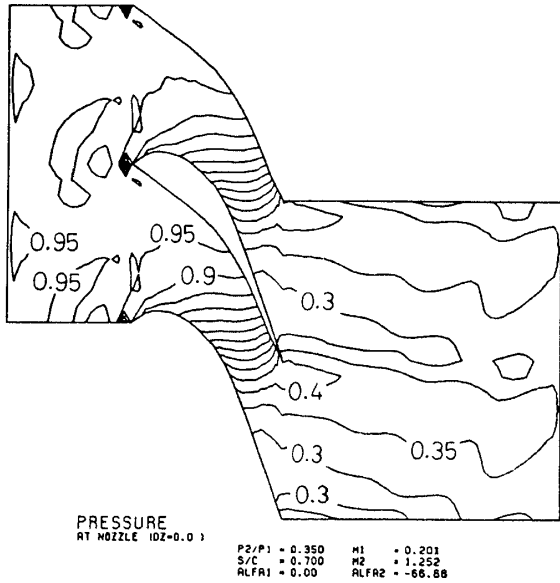 0.95
0.95
0.95
0.9
0.3
0.4
0.3
0.35
0.3
PRESSURE
AT NOZZLE (DZ=0.0 )
P2/P1 = 0.350 M1 = 0.201
S/C = 0.700 M2 = 1.252
ALFA1 = 0.00 ALFA2 = -66.66